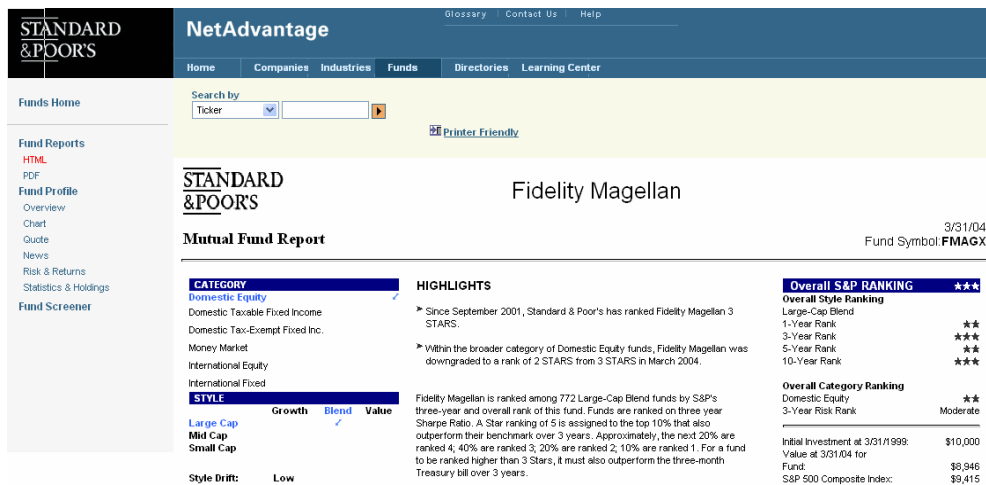 Glossary | Contact Us | Help
STANDARD
&POOR'S
NetAdvantage
Home Companies Industries Funds Directories Learning Center
Funds Home
Fund Reports
HTML
PDF
Fund Profile
Overview
Chart
Quote
News
Risk & Returns
Statistics & Holdings
Fund Screener
Search by
Ticker
Printer Friendly
STANDARD
&POOR'S
Fidelity Magellan
Mutual Fund Report
3/31/04
Fund Symbol:FMAGX
CATEGORY
Domestic Equity ✓
Domestic Taxable Fixed Income
Domestic Tax-Exempt Fixed Inc.
Money Market
International Equity
International Fixed
STYLE
Growth Blend Value
Large Cap ✓
Mid Cap
Small Cap
Style Drift: Low
HIGHLIGHTS
➤ Since September 2001, Standard & Poor's has ranked Fidelity Magellan 3
STARS.
➤ Within the broader category of Domestic Equity funds, Fidelity Magellan was
downgraded to a rank of 2 STARS from 3 STARS in March 2004.
Fidelity Magellan is ranked among 772 Large-Cap Blend funds by S&P's
three-year and overall rank of this fund. Funds are ranked on three year
Sharpe Ratio. A Star ranking of 5 is assigned to the top 10% that also
outperform their benchmark over 3 years. Approximately, the next 20% are
ranked 4; 40% are ranked 3; 20% are ranked 2; 10% are ranked 1. For a fund
to be ranked higher than 3 Stars, it must also outperform the three-month
Treasury bill over 3 years.
Overall S&P RANKING ★★★
Overall Style Ranking
Large-Cap Blend
1-Year Rank ★★
3-Year Rank ★★★
5-Year Rank ★★
10-Year Rank ★★★
Overall Category Ranking
Domestic Equity ★★
3-Year Risk Rank Moderate
Initial Investment at 3/31/1999: $10,000
Value at 3/31/04 for
Fund: $8,946
S&P 500 Composite Index: $9,415